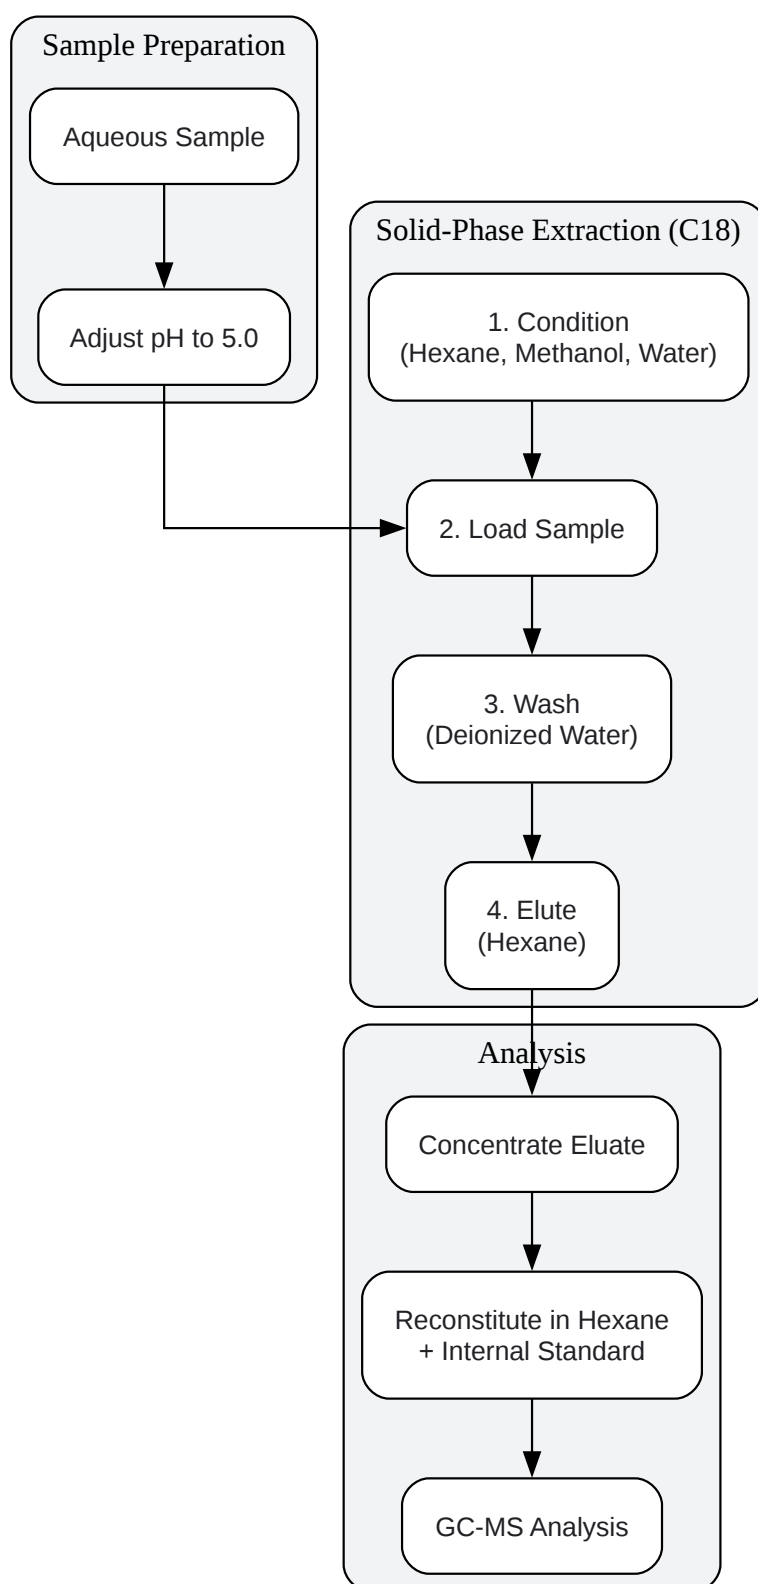 Sample Preparation
Aqueous Sample
Adjust pH to 5.0
Solid-Phase Extraction (C18)
1. Condition
(Hexane, Methanol, Water)
2. Load Sample
3. Wash
(Deionized Water)
4. Elute
(Hexane)
Analysis
Concentrate Eluate
Reconstitute in Hexane
+ Internal Standard
GC-MS Analysis